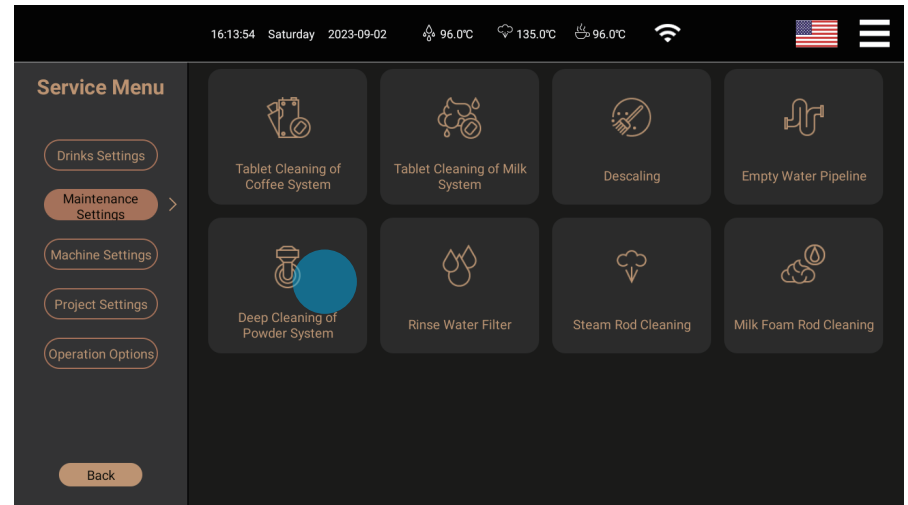 16:13:54 Saturday 2023-09-02 96.0℃ 135.0℃ 96.0℃
Service Menu
Drinks Settings
Maintenance
Settings
Machine Settings
Project Settings
Operation Options
Back
Tablet Cleaning of
Coffee System
Tablet Cleaning of Milk
System
Descaling
Empty Water Pipeline
Deep Cleaning of
Powder System
Rinse Water Filter
Steam Rod Cleaning
Milk Foam Rod Cleaning